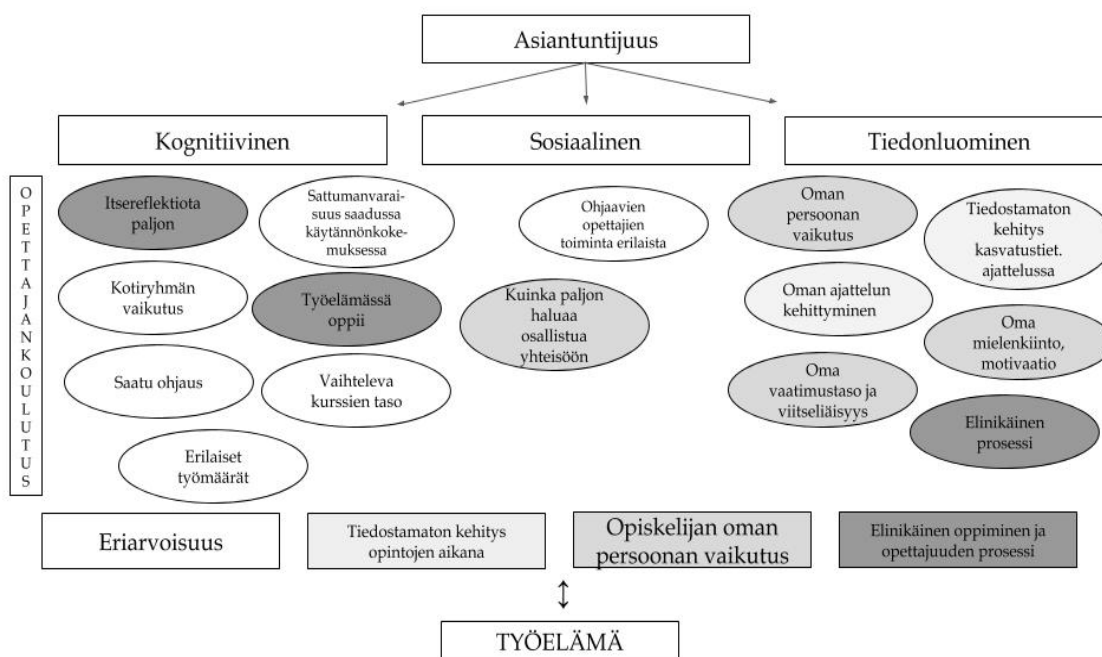 Asiantuntijuus
Kognitiivinen
Sosiaalinen
Tiedonluominen
OPETTAJANKOULUTUS
Itsereflektiota
paljon
Sattumanvarai-
suus saadussa
käytännönkoke-
muksessa
Kotiryhmän
vaikutus
Työelämässä
oppii
Saatu ohjaus
Vaihteleva
kurssien taso
Erilaiset
työmäärät
Ohjaavien
opettajien
toiminta erilaista
Kuinka paljon
haluaa
osallistua
yhteisöön
Oman
persoonan
vaikutus
Tiedostamaton
kehitys
kasvatustiet.
ajattelussa
Oman ajattelun
kehittyminen
Oma
mielenkiinto,
motivaatio
Oma
vaatimustaso ja
viitseliäisyys
Elinikäinen
prosessi
Eriarvoisuus
Tiedostamaton kehitys
opintojen aikana
Opiskelijan oman
persoonan vaikutus
Elinikäinen oppiminen ja
opettajuuden prosessi
TYÖELÄMÄ